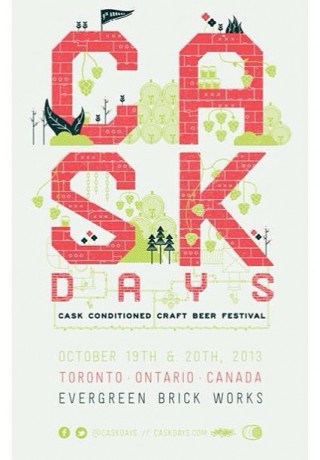 CA
SK
DAYS
CASK CONDITIONED CRAFT BEER FESTIVAL
OCTOBER 19TH & 20TH, 2013
TORONTO · ONTARIO · CANADA
EVERGREEN BRICK WORKS
@CASKDAYS // CASKDAYS.COM